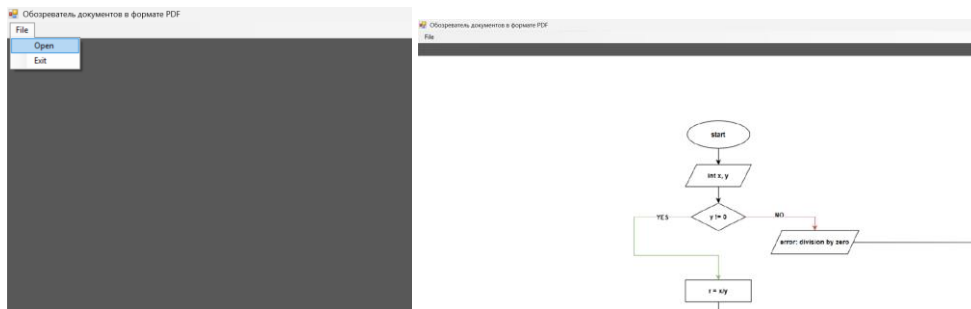 Обозреватель документов в формате PDF
File
Open
Exit
Обозреватель документов в формате PDF
File
start
int x, y
y != 0
YES
NO
error: division by zero
r = x/y